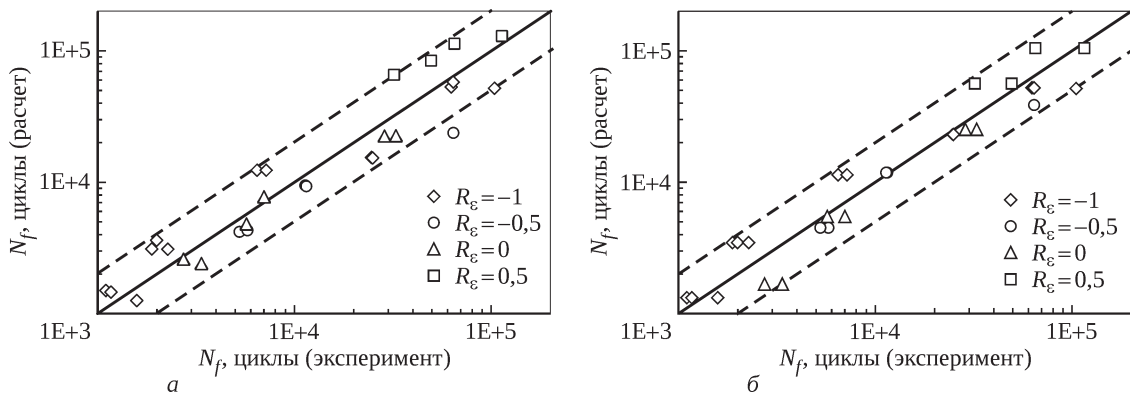 N_f, циклы (расчет)
1E+5
1E+4
1E+3
1E+4
1E+5
R_ε = −1
R_ε = −0,5
R_ε = 0
R_ε = 0,5
N_f, циклы (эксперимент)
а
N_f, циклы (расчет)
1E+5
1E+4
1E+3
1E+4
1E+5
R_ε = −1
R_ε = −0,5
R_ε = 0
R_ε = 0,5
N_f, циклы (эксперимент)
б